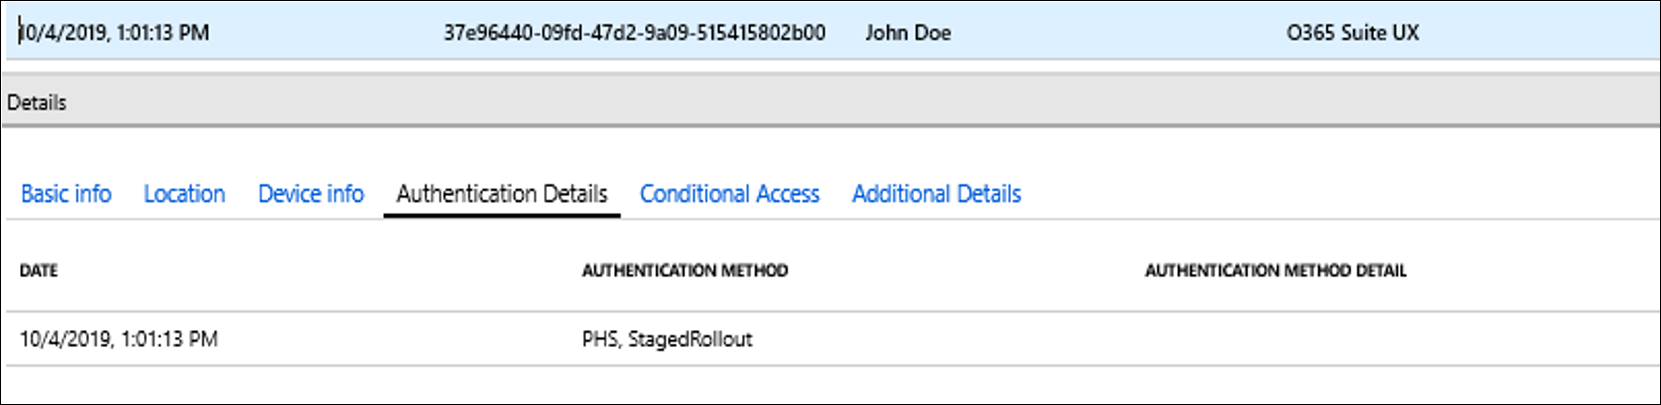 10/4/2019, 1:01:13 PM 37e96440-09fd-47d2-9a09-515415802b00 John Doe O365 Suite UX
Details
Basic info Location Device info Authentication Details Conditional Access Additional Details
DATE AUTHENTICATION METHOD AUTHENTICATION METHOD DETAIL
10/4/2019, 1:01:13 PM PHS, StagedRollout